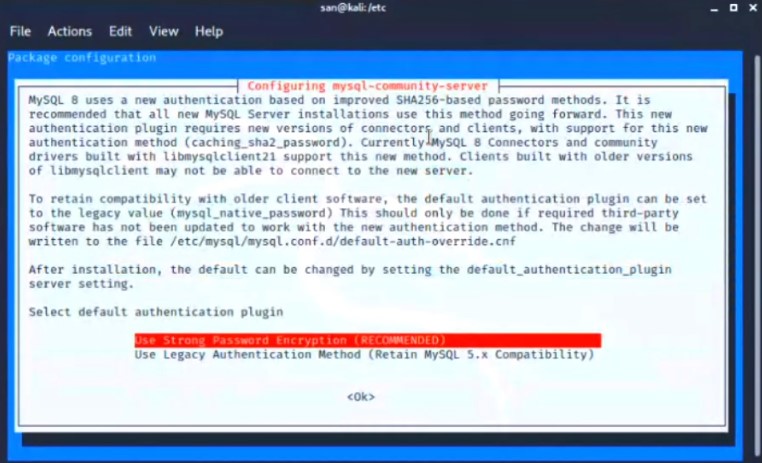 san@kali: /etc
File Actions Edit View Help
Package configuration
Configuring mysql-community-server
MySQL 8 uses a new authentication based on improved SHA256-based password methods. It is
recommended that all new MySQL Server installations use this method going forward. This new
authentication plugin requires new versions of connectors and clients, with support for this new
authentication method (caching_sha2_password). Currently MySQL 8 Connectors and community
drivers built with libmysqlclient21 support this new method. Clients built with older versions
of libmysqlclient may not be able to connect to the new server.
To retain compatibility with older client software, the default authentication plugin can be set
to the legacy value (mysql_native_password) This should only be done if required third-party
software has not been updated to work with the new authentication method. The change will be
written to the file /etc/mysql/mysql.conf.d/default-auth-override.cnf
After installation, the default can be changed by setting the default_authentication_plugin
server setting.
Select default authentication plugin
Use Strong Password Encryption (RECOMMENDED)
Use Legacy Authentication Method (Retain MySQL 5.x Compatibility)
<Ok>